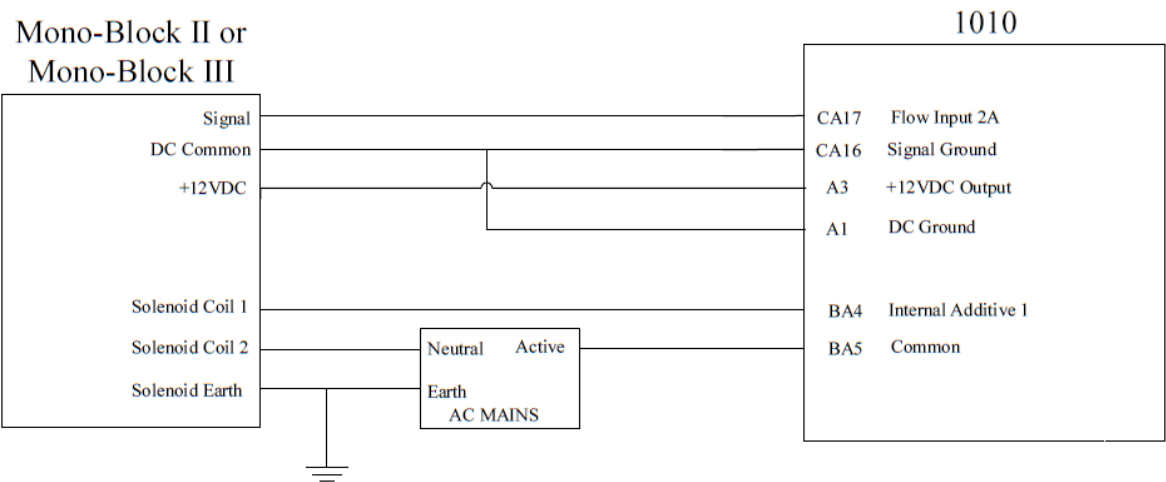 Mono-Block II or
Mono-Block III
1010
Signal
DC Common
+12VDC
Solenoid Coil 1
Solenoid Coil 2
Solenoid Earth
Neutral Active
Earth
AC MAINS
CA17 Flow Input 2A
CA16 Signal Ground
A3 +12VDC Output
A1 DC Ground
BA4 Internal Additive 1
BA5 Common